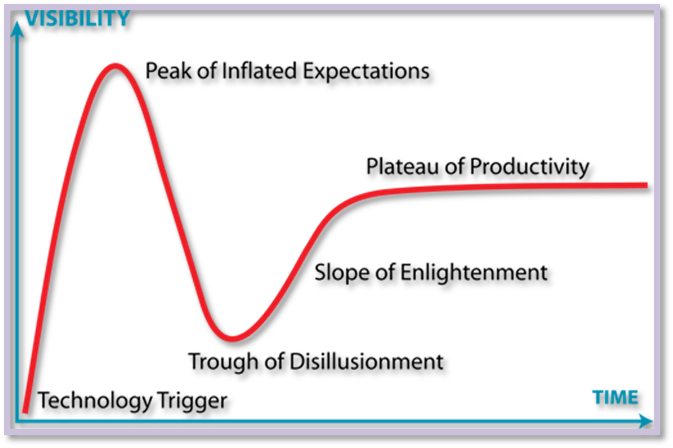 VISIBILITY
Peak of Inflated Expectations
Plateau of Productivity
Slope of Enlightenment
Trough of Disillusionment
Technology Trigger
TIME